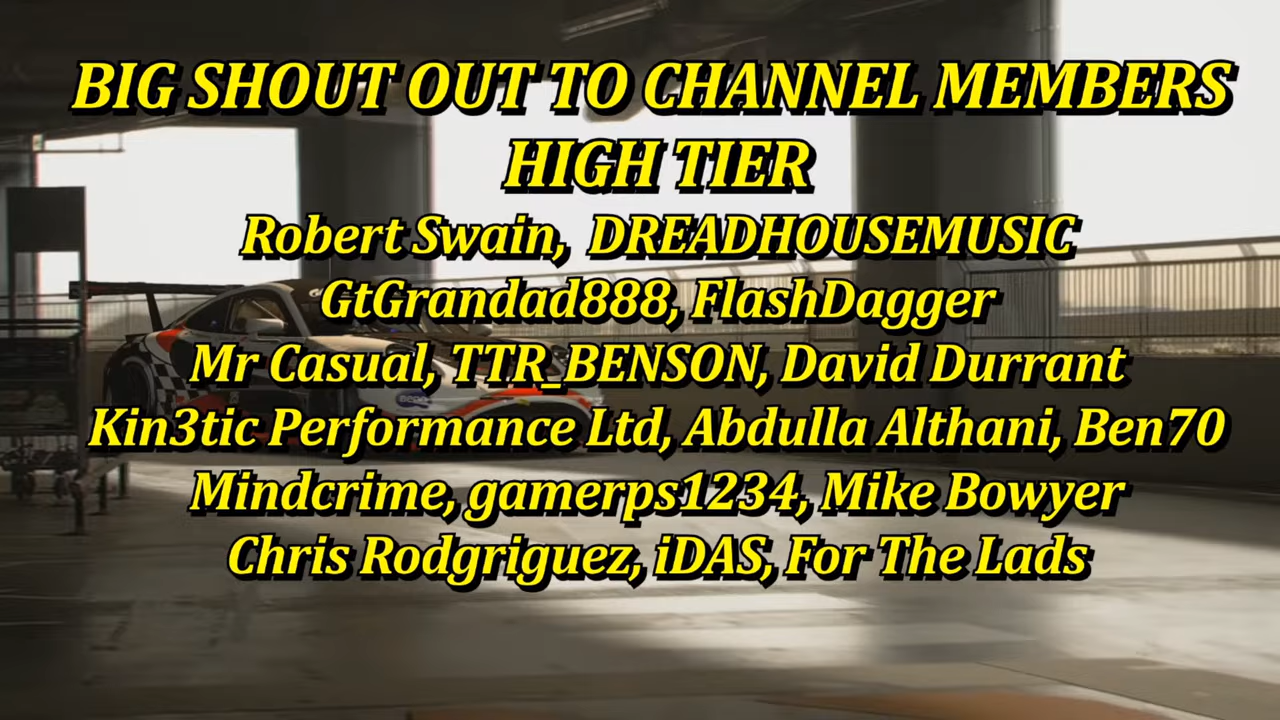 BIG SHOUT OUT TO CHANNEL MEMBERS
HIGH TIER
Robert Swain, DREADHOUSEMUSIC
GtGrandad888, FlashDagger
Mr Casual, TTR_BENSON, David Durrant
Kin3tic Performance Ltd, Abdulla Althani, Ben70
Mindcrime, gamerps1234, Mike Bowyer
Chris Rodgriguez, iDAS, For The Lads